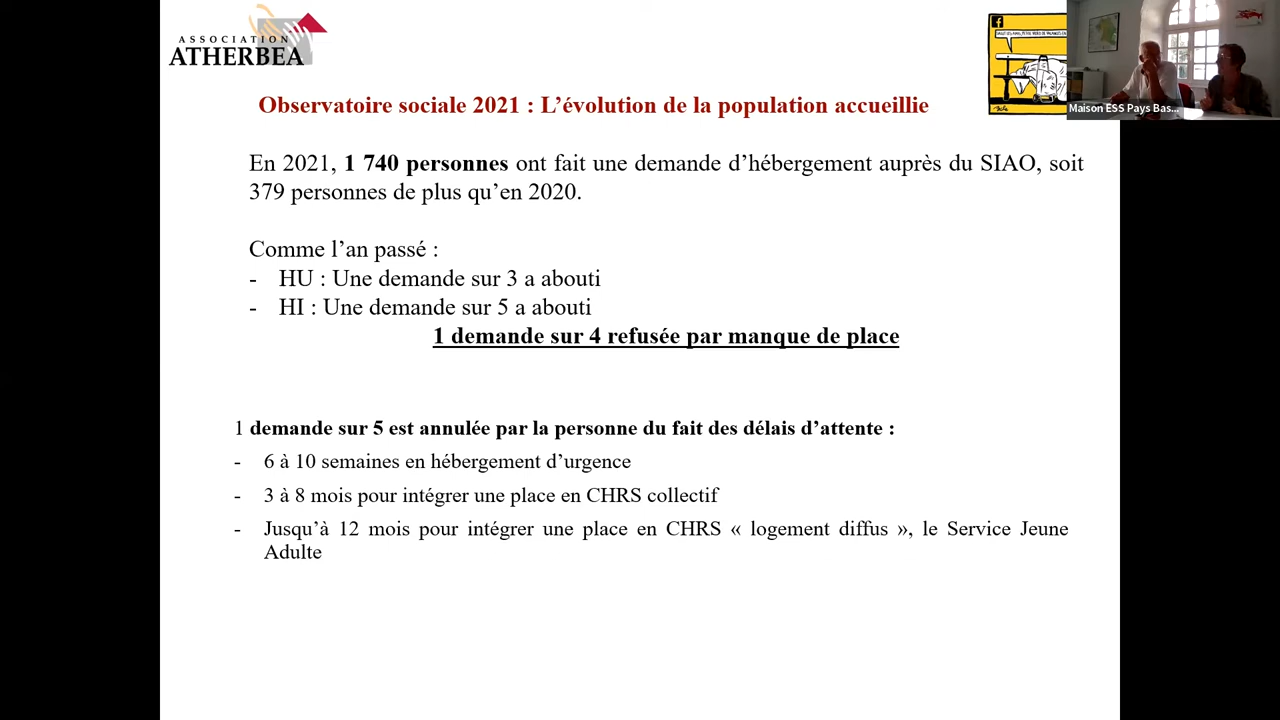 ASSOCIATION
ATHERBEA
Observatoire sociale 2021 : L’évolution de la population accueillie
Maison ESS Pays Bas...
En 2021, 1 740 personnes ont fait une demande d’hébergement auprès du SIAO, soit
379 personnes de plus qu’en 2020.
Comme l’an passé :
- HU : Une demande sur 3 a abouti
- HI : Une demande sur 5 a abouti
1 demande sur 4 refusée par manque de place
1 demande sur 5 est annulée par la personne du fait des délais d’attente :
- 6 à 10 semaines en hébergement d’urgence
- 3 à 8 mois pour intégrer une place en CHRS collectif
- Jusqu’à 12 mois pour intégrer une place en CHRS « logement diffus », le Service Jeune
Adulte